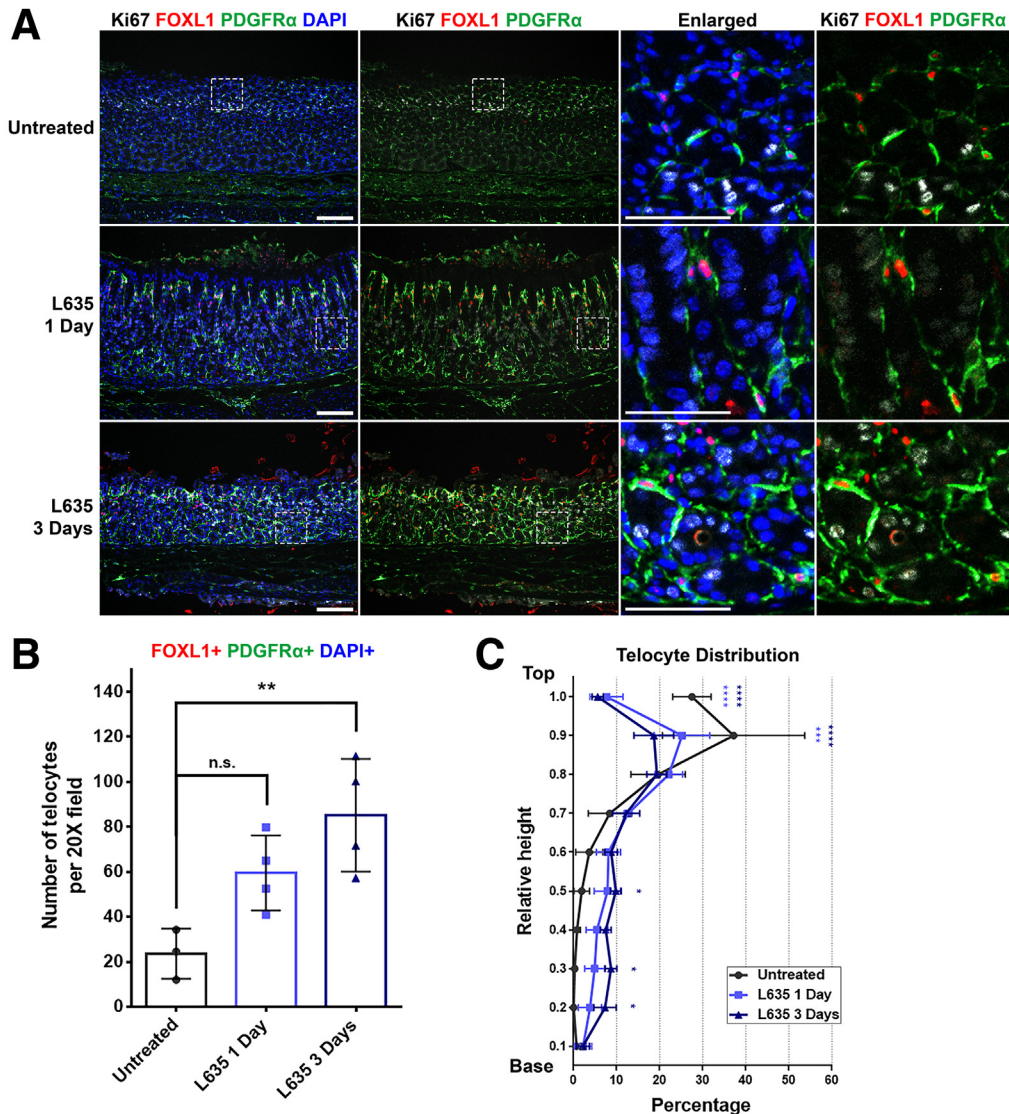 A
Ki67 FOXL1 PDGFRα DAPI
Ki67 FOXL1 PDGFRα
Enlarged
Ki67 FOXL1 PDGFRα
Untreated
L635
1 Day
L635
3 Days
B
FOXL1+ PDGFRα+ DAPI+
Number of telocytes
per 20X field
140
120
100
80
60
40
20
0
**
n.s.
Untreated
L635 1 Day
L635 3 Days
C
Telocyte Distribution
Top
Relative height
1.0
0.9
0.8
0.7
0.6
0.5
0.4
0.3
0.2
0.1
Base
****
****
***
****
*
*
*
Untreated
L635 1 Day
L635 3 Days
0 10 20 30 40 50 60
Percentage